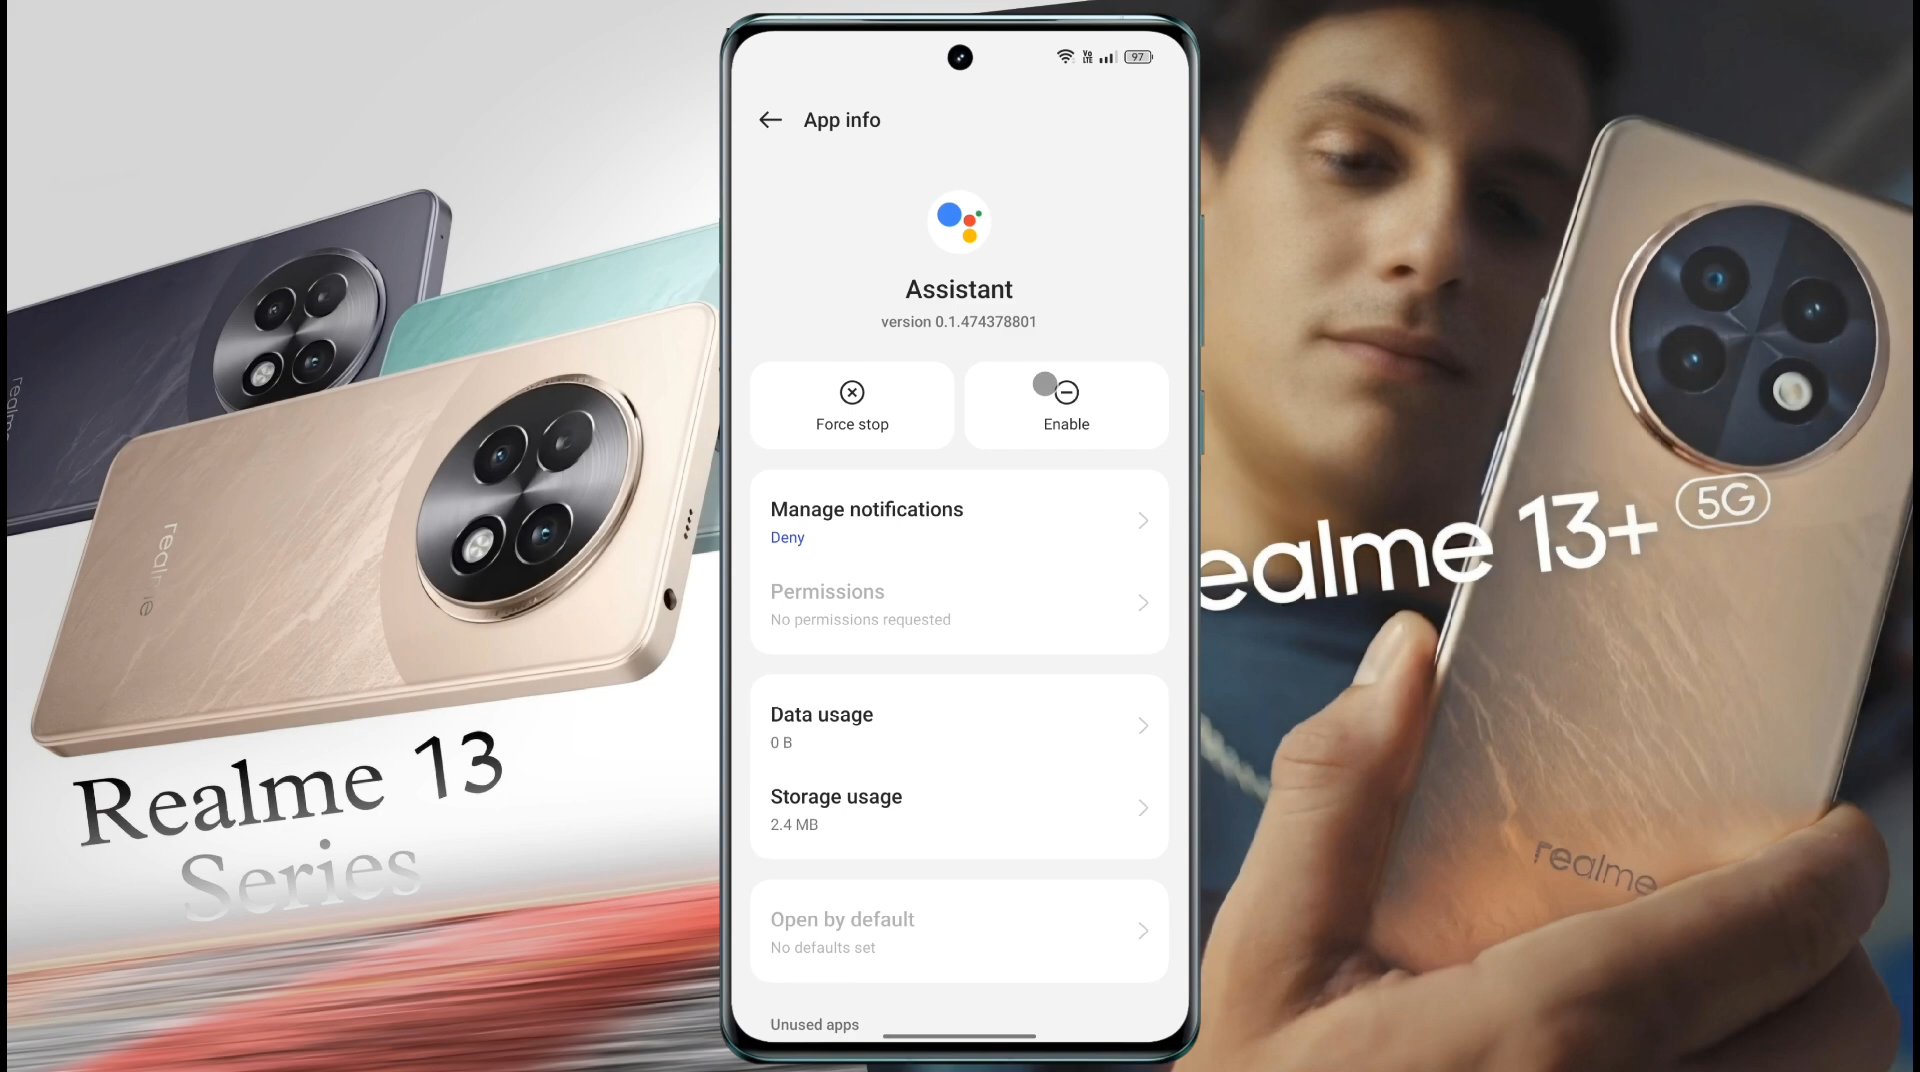 realme
realme
Realme 13
Series
97
App info
Assistant
version 0.1.474378801
Force stop
Enable
Manage notifications
Deny
Permissions
No permissions requested
Data usage
0 B
Storage usage
2.4 MB
Open by default
No defaults set
Unused apps
ealme 13+ 5G
realme